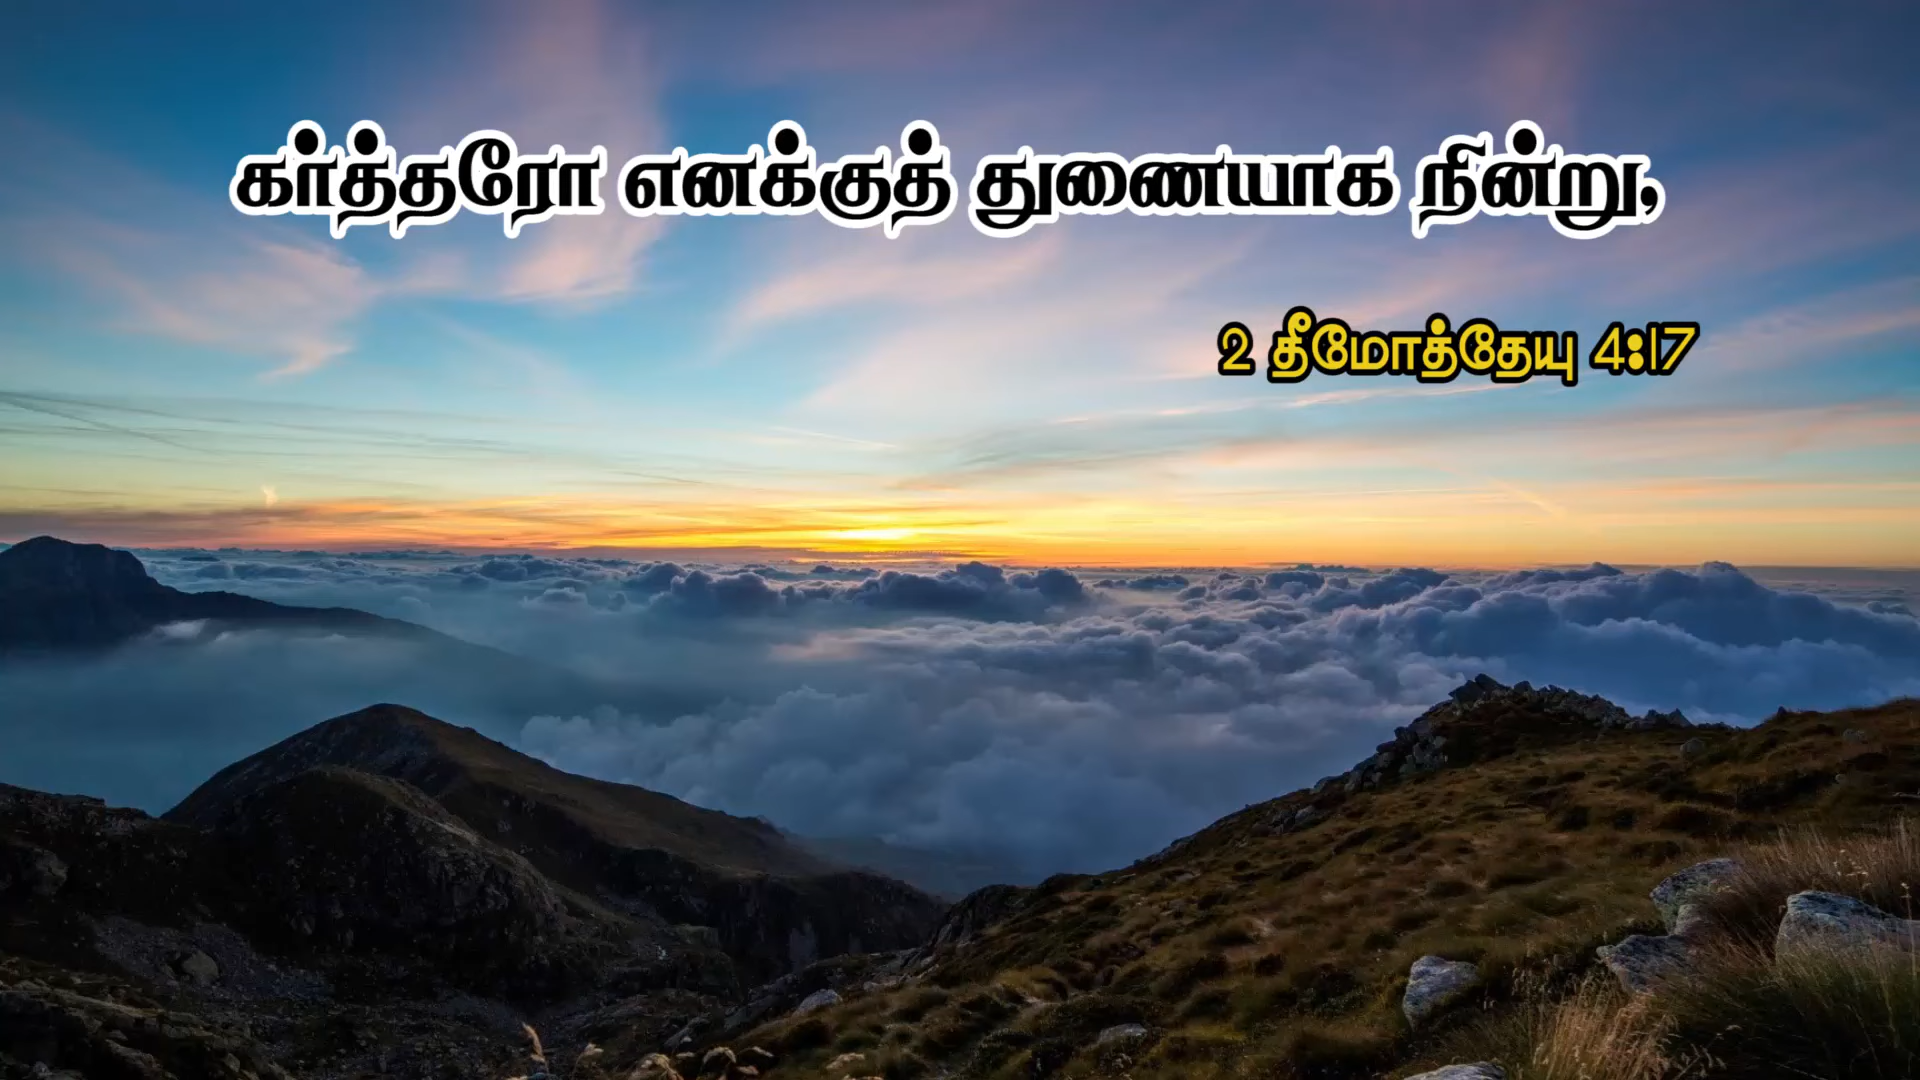 கர்த்தரோ எனக்குத் துணையாக நின்று,
2 தீமோத்தேயு 4:17